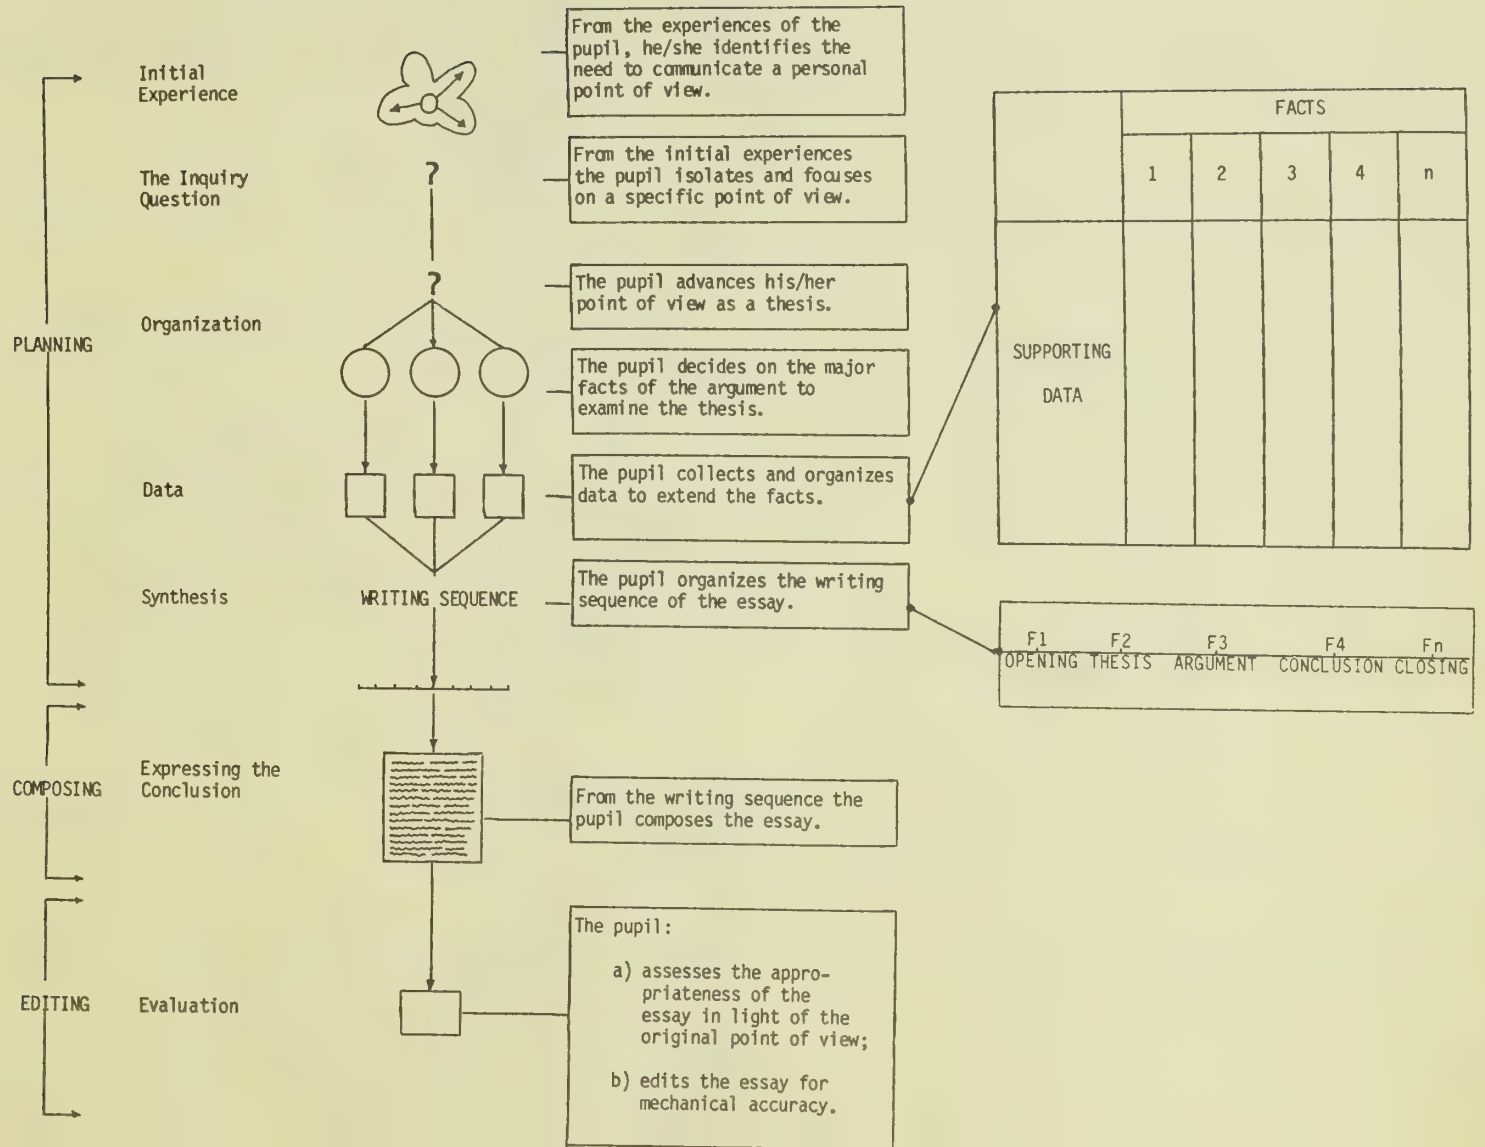 Initial
Experience
From the experiences of the
pupil, he/she identifies the
need to communicate a personal
point of view.
The Inquiry
Question
?
From the initial experiences
the pupil isolates and focuses
on a specific point of view.
?
Organization
The pupil advances his/her
point of view as a thesis.
PLANNING
The pupil decides on the major
facts of the argument to
examine the thesis.
Data
The pupil collects and organizes
data to extend the facts.
Synthesis
WRITING SEQUENCE
The pupil organizes the writing
sequence of the essay.
FACTS
1 2 3 4 n
SUPPORTING
DATA
F1 F2 F3 F4 Fn
OPENING THESIS ARGUMENT CONCLUSION CLOSING
COMPOSING
Expressing the
Conclusion
From the writing sequence the
pupil composes the essay.
EDITING
Evaluation
The pupil:
a) assesses the appro-
priateness of the
essay in light of the
original point of view;
b) edits the essay for
mechanical accuracy.